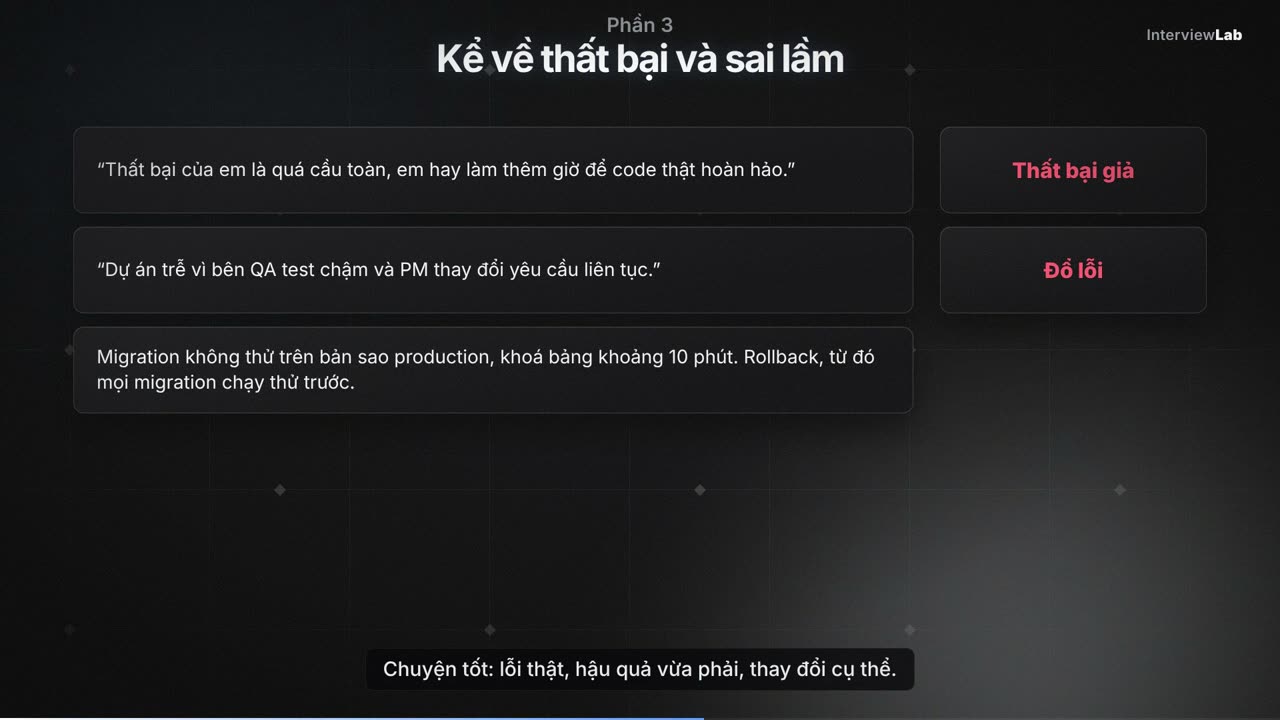 Phần 3
Kể về thất bại và sai lầm
InterviewLab
“Thất bại của em là quá cầu toàn, em hay làm thêm giờ để code thật hoàn hảo.”
Thất bại giả
“Dự án trễ vì bên QA test chậm và PM thay đổi yêu cầu liên tục.”
Đổ lỗi
Migration không thử trên bản sao production, khoá bảng khoảng 10 phút. Rollback, từ đó
mọi migration chạy thử trước.
Chuyện tốt: lỗi thật, hậu quả vừa phải, thay đổi cụ thể.